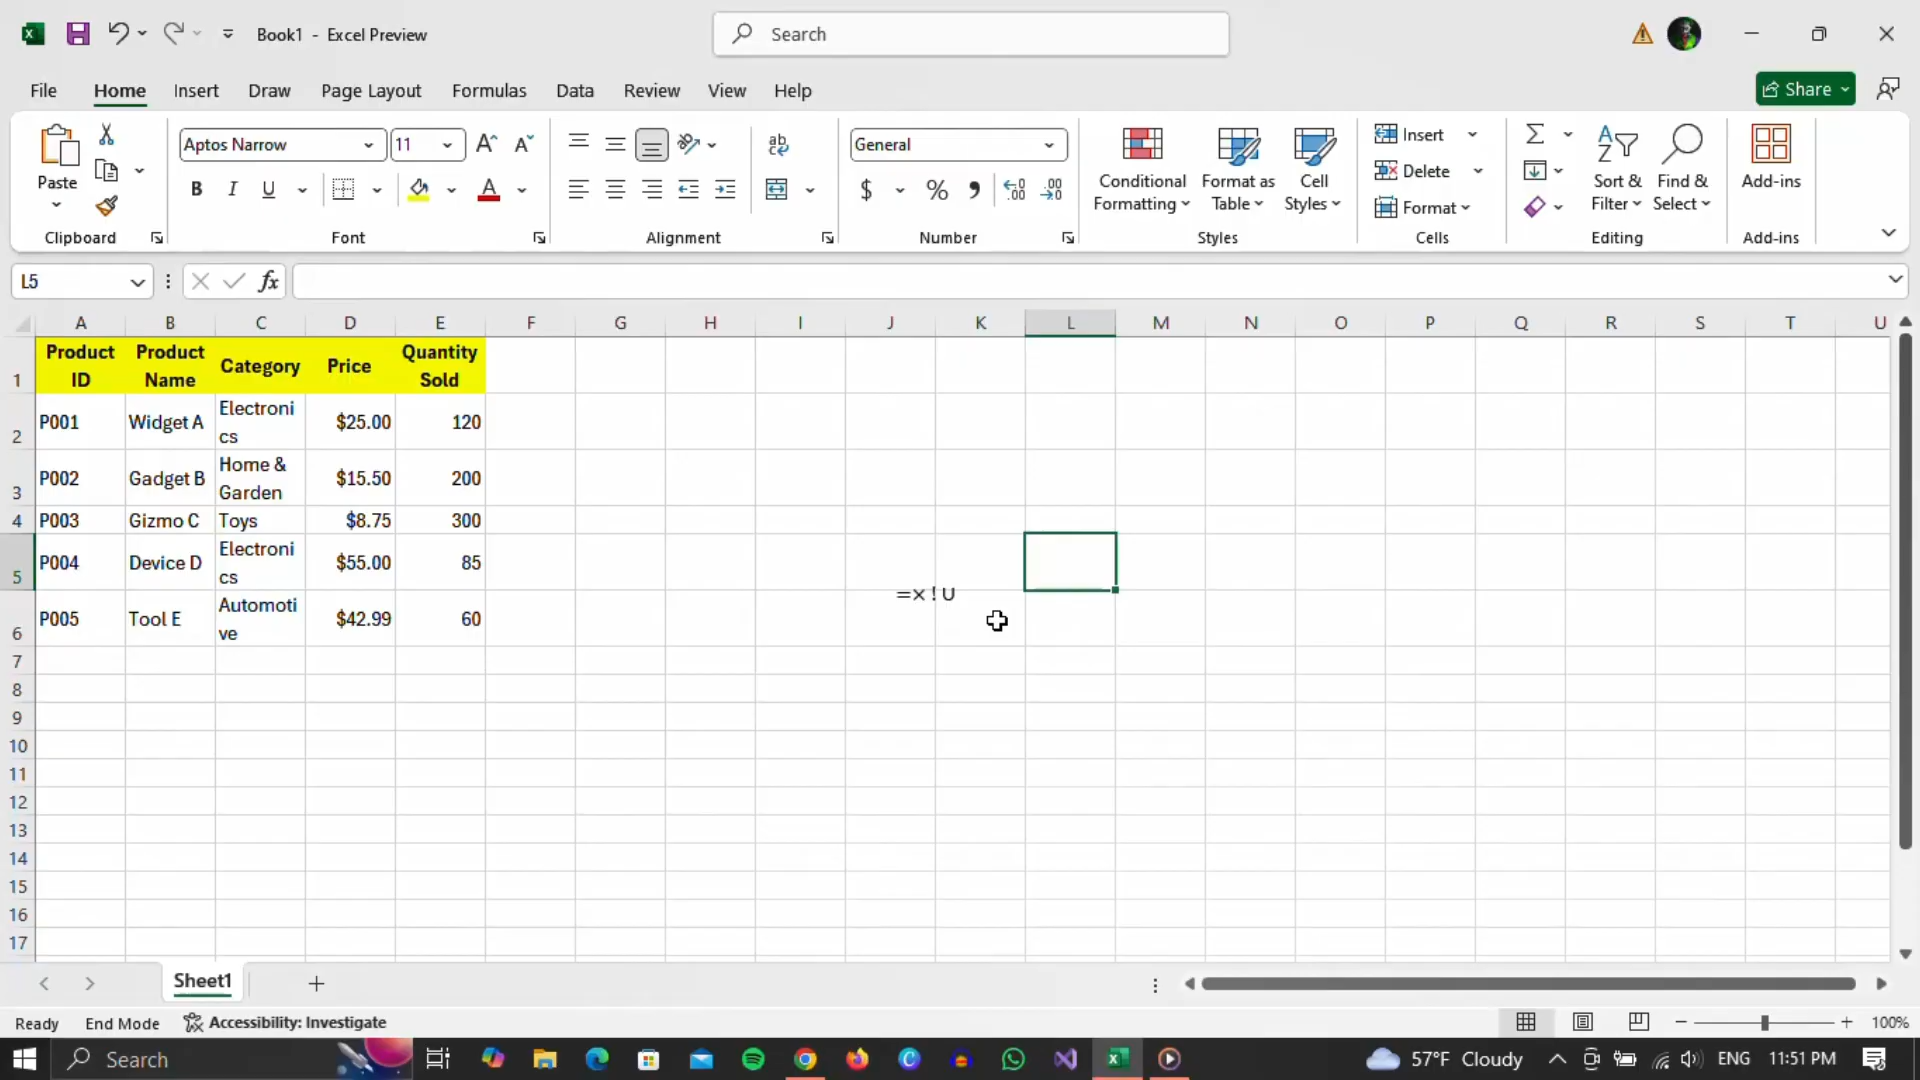 Book1 - Excel Preview
Search
File Home Insert Draw Page Layout Formulas Data Review View Help
Share
Paste
Clipboard
Aptos Narrow 11
B I U
Font
Alignment
General
$ %
Number
Conditional Formatting
Format as Table
Cell Styles
Styles
Insert
Delete
Format
Cells
Sort & Filter
Find & Select
Editing
Add-ins
Add-ins
L5
fx
A B C D E F G H I J K L M N O P Q R S T U
1 Product ID Product Name Category Price Quantity Sold
2 P001 Widget A Electronics $25.00 120
3 P002 Gadget B Home & Garden $15.50 200
4 P003 Gizmo C Toys $8.75 300
5 P004 Device D Electronics $55.00 85
=x!U
6 P005 Tool E Automotive $42.99 60
7
8
9
10
11
12
13
14
15
16
17
Sheet1
Ready End Mode Accessibility: Investigate 100%
Search 57°F Cloudy ENG 11:51 PM